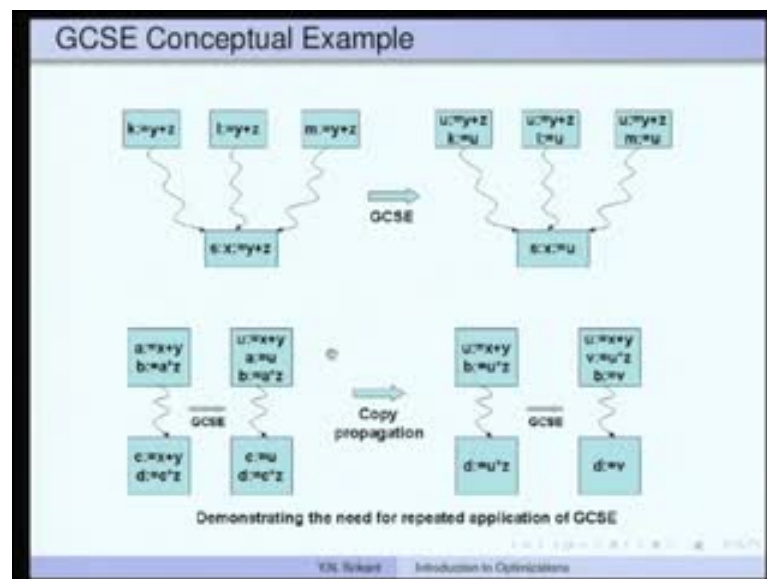 GCSE Conceptual Example
k:=y+z
l:=y+z
m:=y+z
u:=y+z
k:=u
u:=y+z
l:=u
u:=y+z
m:=u
GCSE
s:x:=y+z
s:x:=u
a:=x+y
b:=a*z
u:=x+y
a:=u
b:=a*z
u:=x+y
b:=u*z
u:=x+y
v:=u*z
b:=v
GCSE
Copy
propagation
GCSE
c:=x+y
d:=c*z
c:=u
d:=c*z
d:=u*z
d:=v
Demonstrating the need for repeated application of GCSE
Y.N. Srikant
Introduction to Optimizations